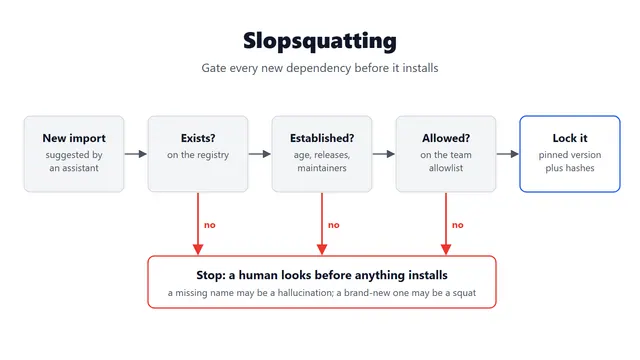 Slopsquatting
Gate every new dependency before it installs
New import
suggested by
an assistant
Exists?
on the registry
Established?
age, releases,
maintainers
Allowed?
on the team
allowlist
Lock it
pinned version
plus hashes
no
no
no
Stop: a human looks before anything installs
a missing name may be a hallucination; a brand-new one may be a squat